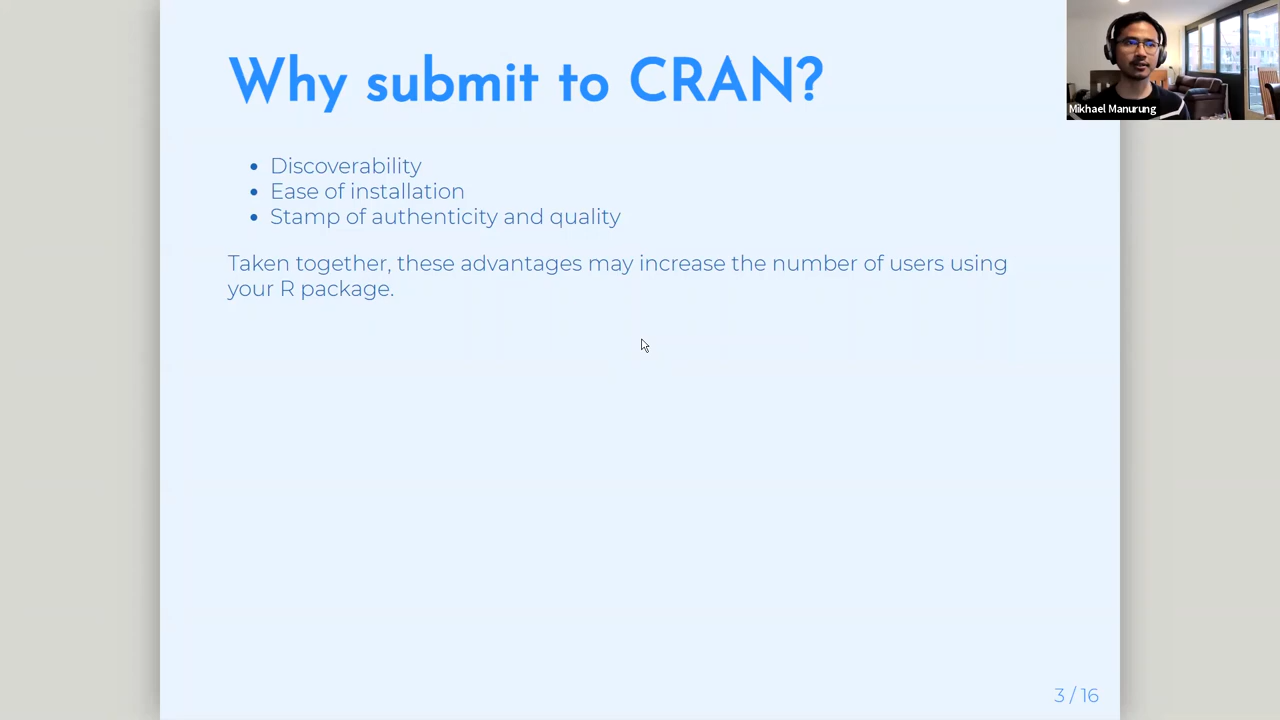 Why submit to CRAN?
Mikhael Manurung
• Discoverability
• Ease of installation
• Stamp of authenticity and quality
Taken together, these advantages may increase the number of users using
your R package.
3 / 16